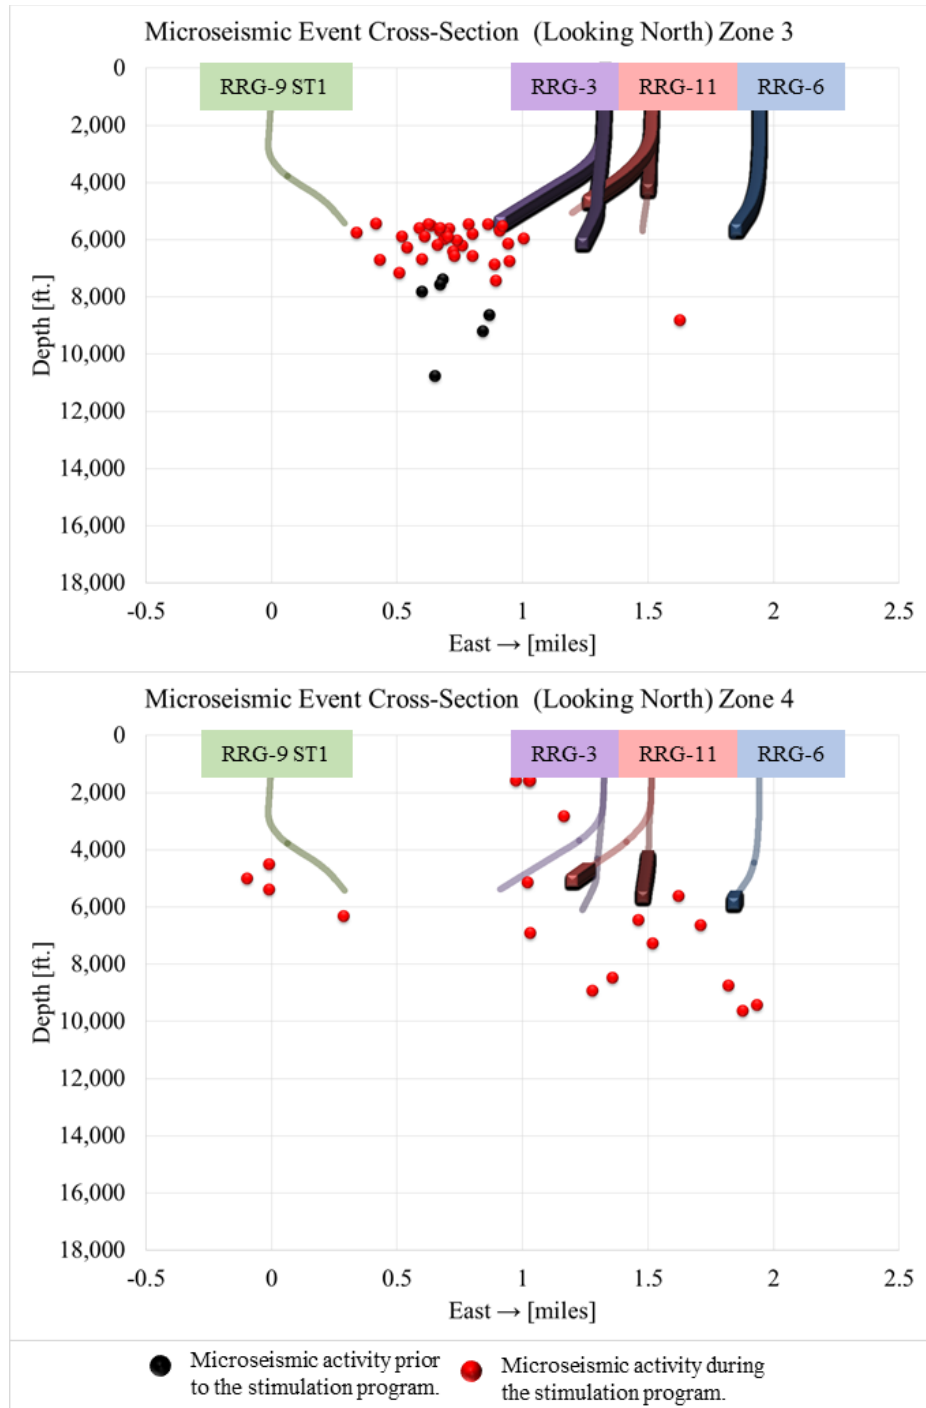 Microseismic Event Cross-Section (Looking North) Zone 3
0
RRG-9 ST1
RRG-3
RRG-11
RRG-6
2,000
4,000
6,000
8,000
10,000
12,000
14,000
16,000
18,000
Depth [ft.]
-0.5
0
0.5
1
1.5
2
2.5
East → [miles]
Microseismic Event Cross-Section (Looking North) Zone 4
0
RRG-9 ST1
RRG-3
RRG-11
RRG-6
2,000
4,000
6,000
8,000
10,000
12,000
14,000
16,000
18,000
Depth [ft.]
-0.5
0
0.5
1
1.5
2
2.5
East → [miles]
Microseismic activity prior
to the stimulation program.
Microseismic activity during
the stimulation program.